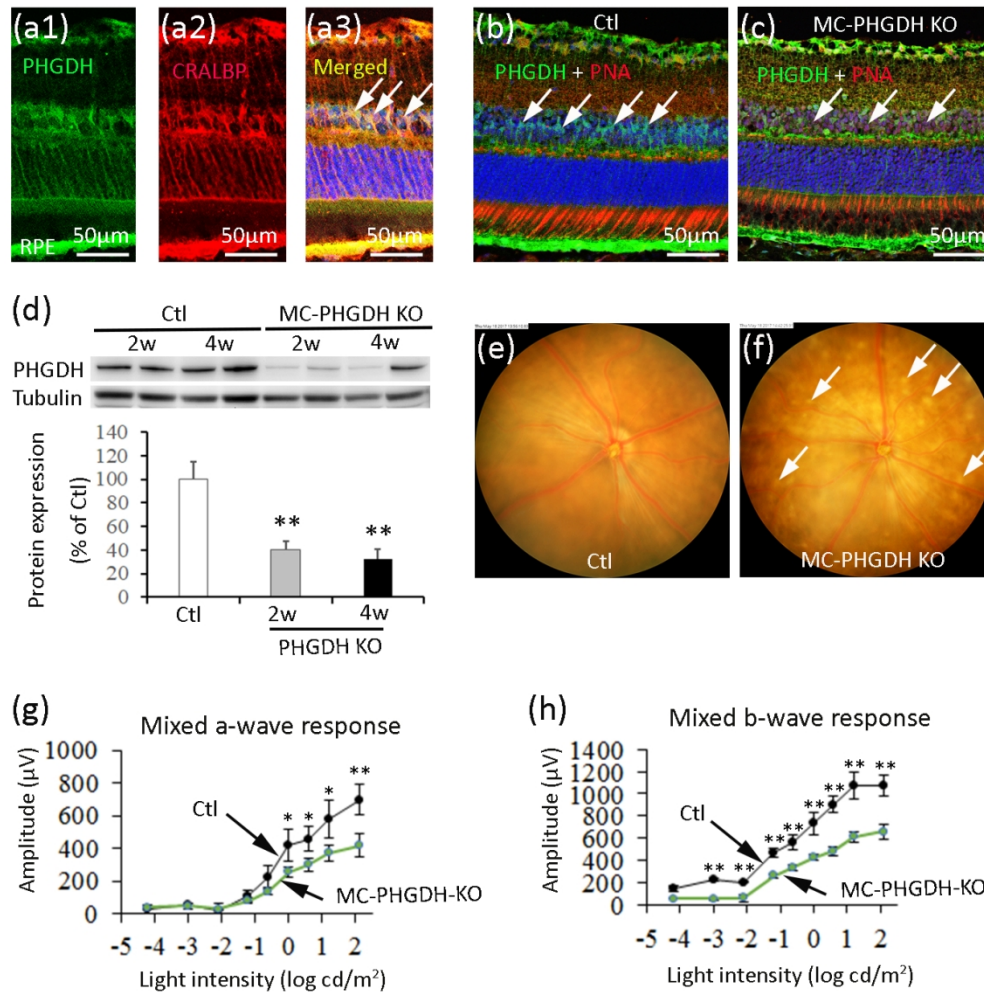 (a1)
PHGDH
RPE
50µm
(a2)
CRALBP
50µm
(a3)
Merged
50µm
(b)
Ctl
PHGDH + PNA
50µm
(c)
MC-PHGDH KO
PHGDH + PNA
50µm
(d)
Ctl MC-PHGDH KO
2w 4w 2w 4w
PHGDH
Tubulin
Protein expression
(% of Ctl)
140
120
100
80
60
40
20
0
** **
Ctl 2w 4w
PHGDH KO
(e)
Ctl
(f)
MC-PHGDH KO
(g)
Mixed a-wave response
Amplitude (µV)
1000
800
600
400
200
0
* * * **
Ctl
MC-PHGDH-KO
-5 -4 -3 -2 -1 0 1 2
Light intensity (log cd/m²)
(h)
Mixed b-wave response
Amplitude (µV)
1400
1200
1000
800
600
400
200
0
** ** ** ** ** ** ** **
Ctl
MC-PHGDH-KO
-5 -4 -3 -2 -1 0 1 2
Light intensity (log cd/m²)